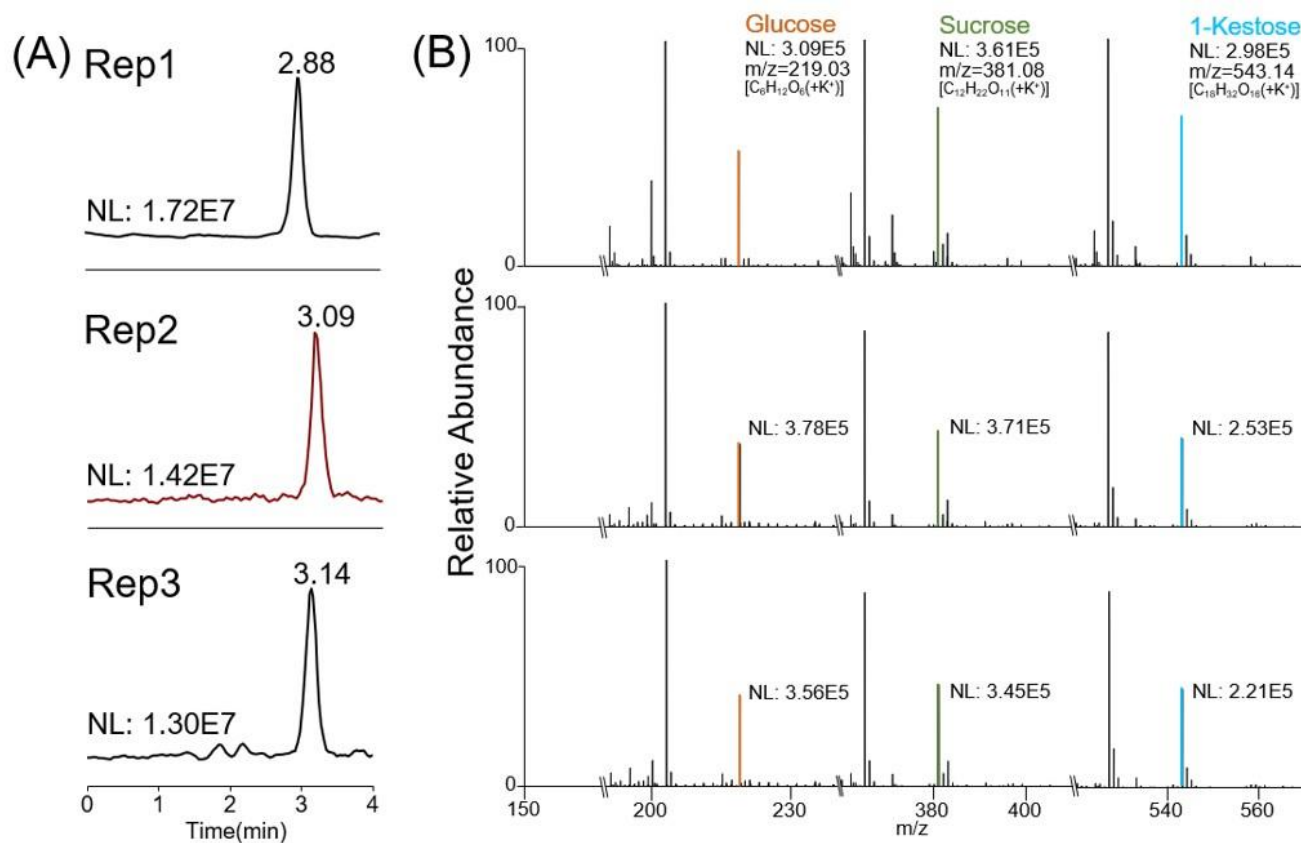 (A)
Rep1
2.88
NL: 1.72E7
Rep2
3.09
NL: 1.42E7
Rep3
3.14
NL: 1.30E7
0 1 2 3 4
Time(min)
(B)
Relative Abundance
Glucose
NL: 3.09E5
m/z=219.03
[C₆H₁₂O₆(+K⁺)]
Sucrose
NL: 3.61E5
m/z=381.08
[C₁₂H₂₂O₁₁(+K⁺)]
1-Kestose
NL: 2.98E5
m/z=543.14
[C₁₈H₃₂O₁₆(+K⁺)]
100
0
100
NL: 3.78E5
NL: 3.71E5
NL: 2.53E5
0
100
NL: 3.56E5
NL: 3.45E5
NL: 2.21E5
0
150 200 230 380 400 540 560
m/z